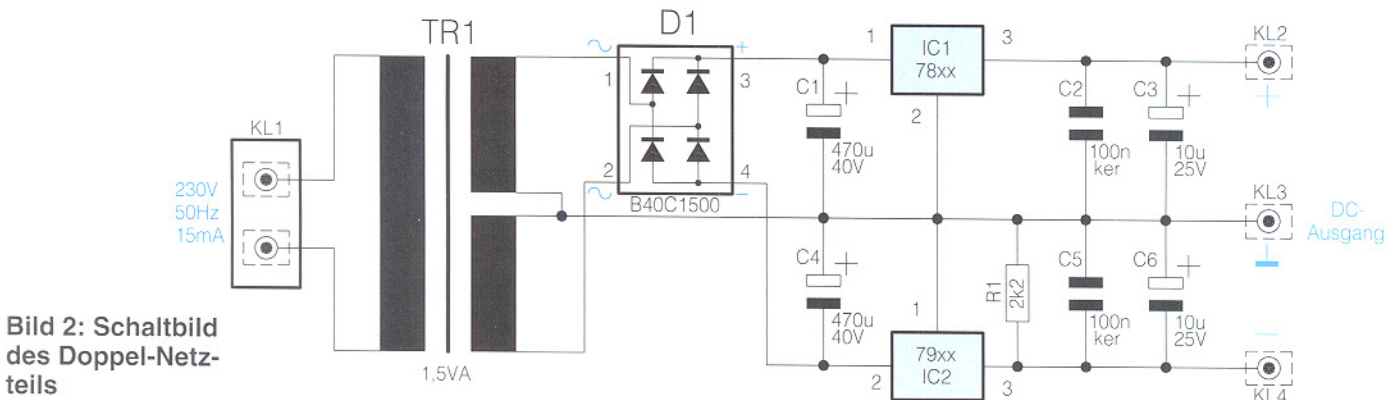 TR1
D1
KL1
230V
50Hz
15mA
1,5VA
1
2
3
4
+
−
B40C1500
C1
+
470u
40V
1
IC1
78xx
3
2
C2
100n
ker
C3
+
10u
25V
KL2
+
KL3
DC-
Ausgang
C4
+
470u
40V
1
79xx
IC2
2
3
R1
2k2
C5
100n
ker
C6
+
10u
25V
−
KL4
Bild 2: Schaltbild
des Doppel-Netz-
teils